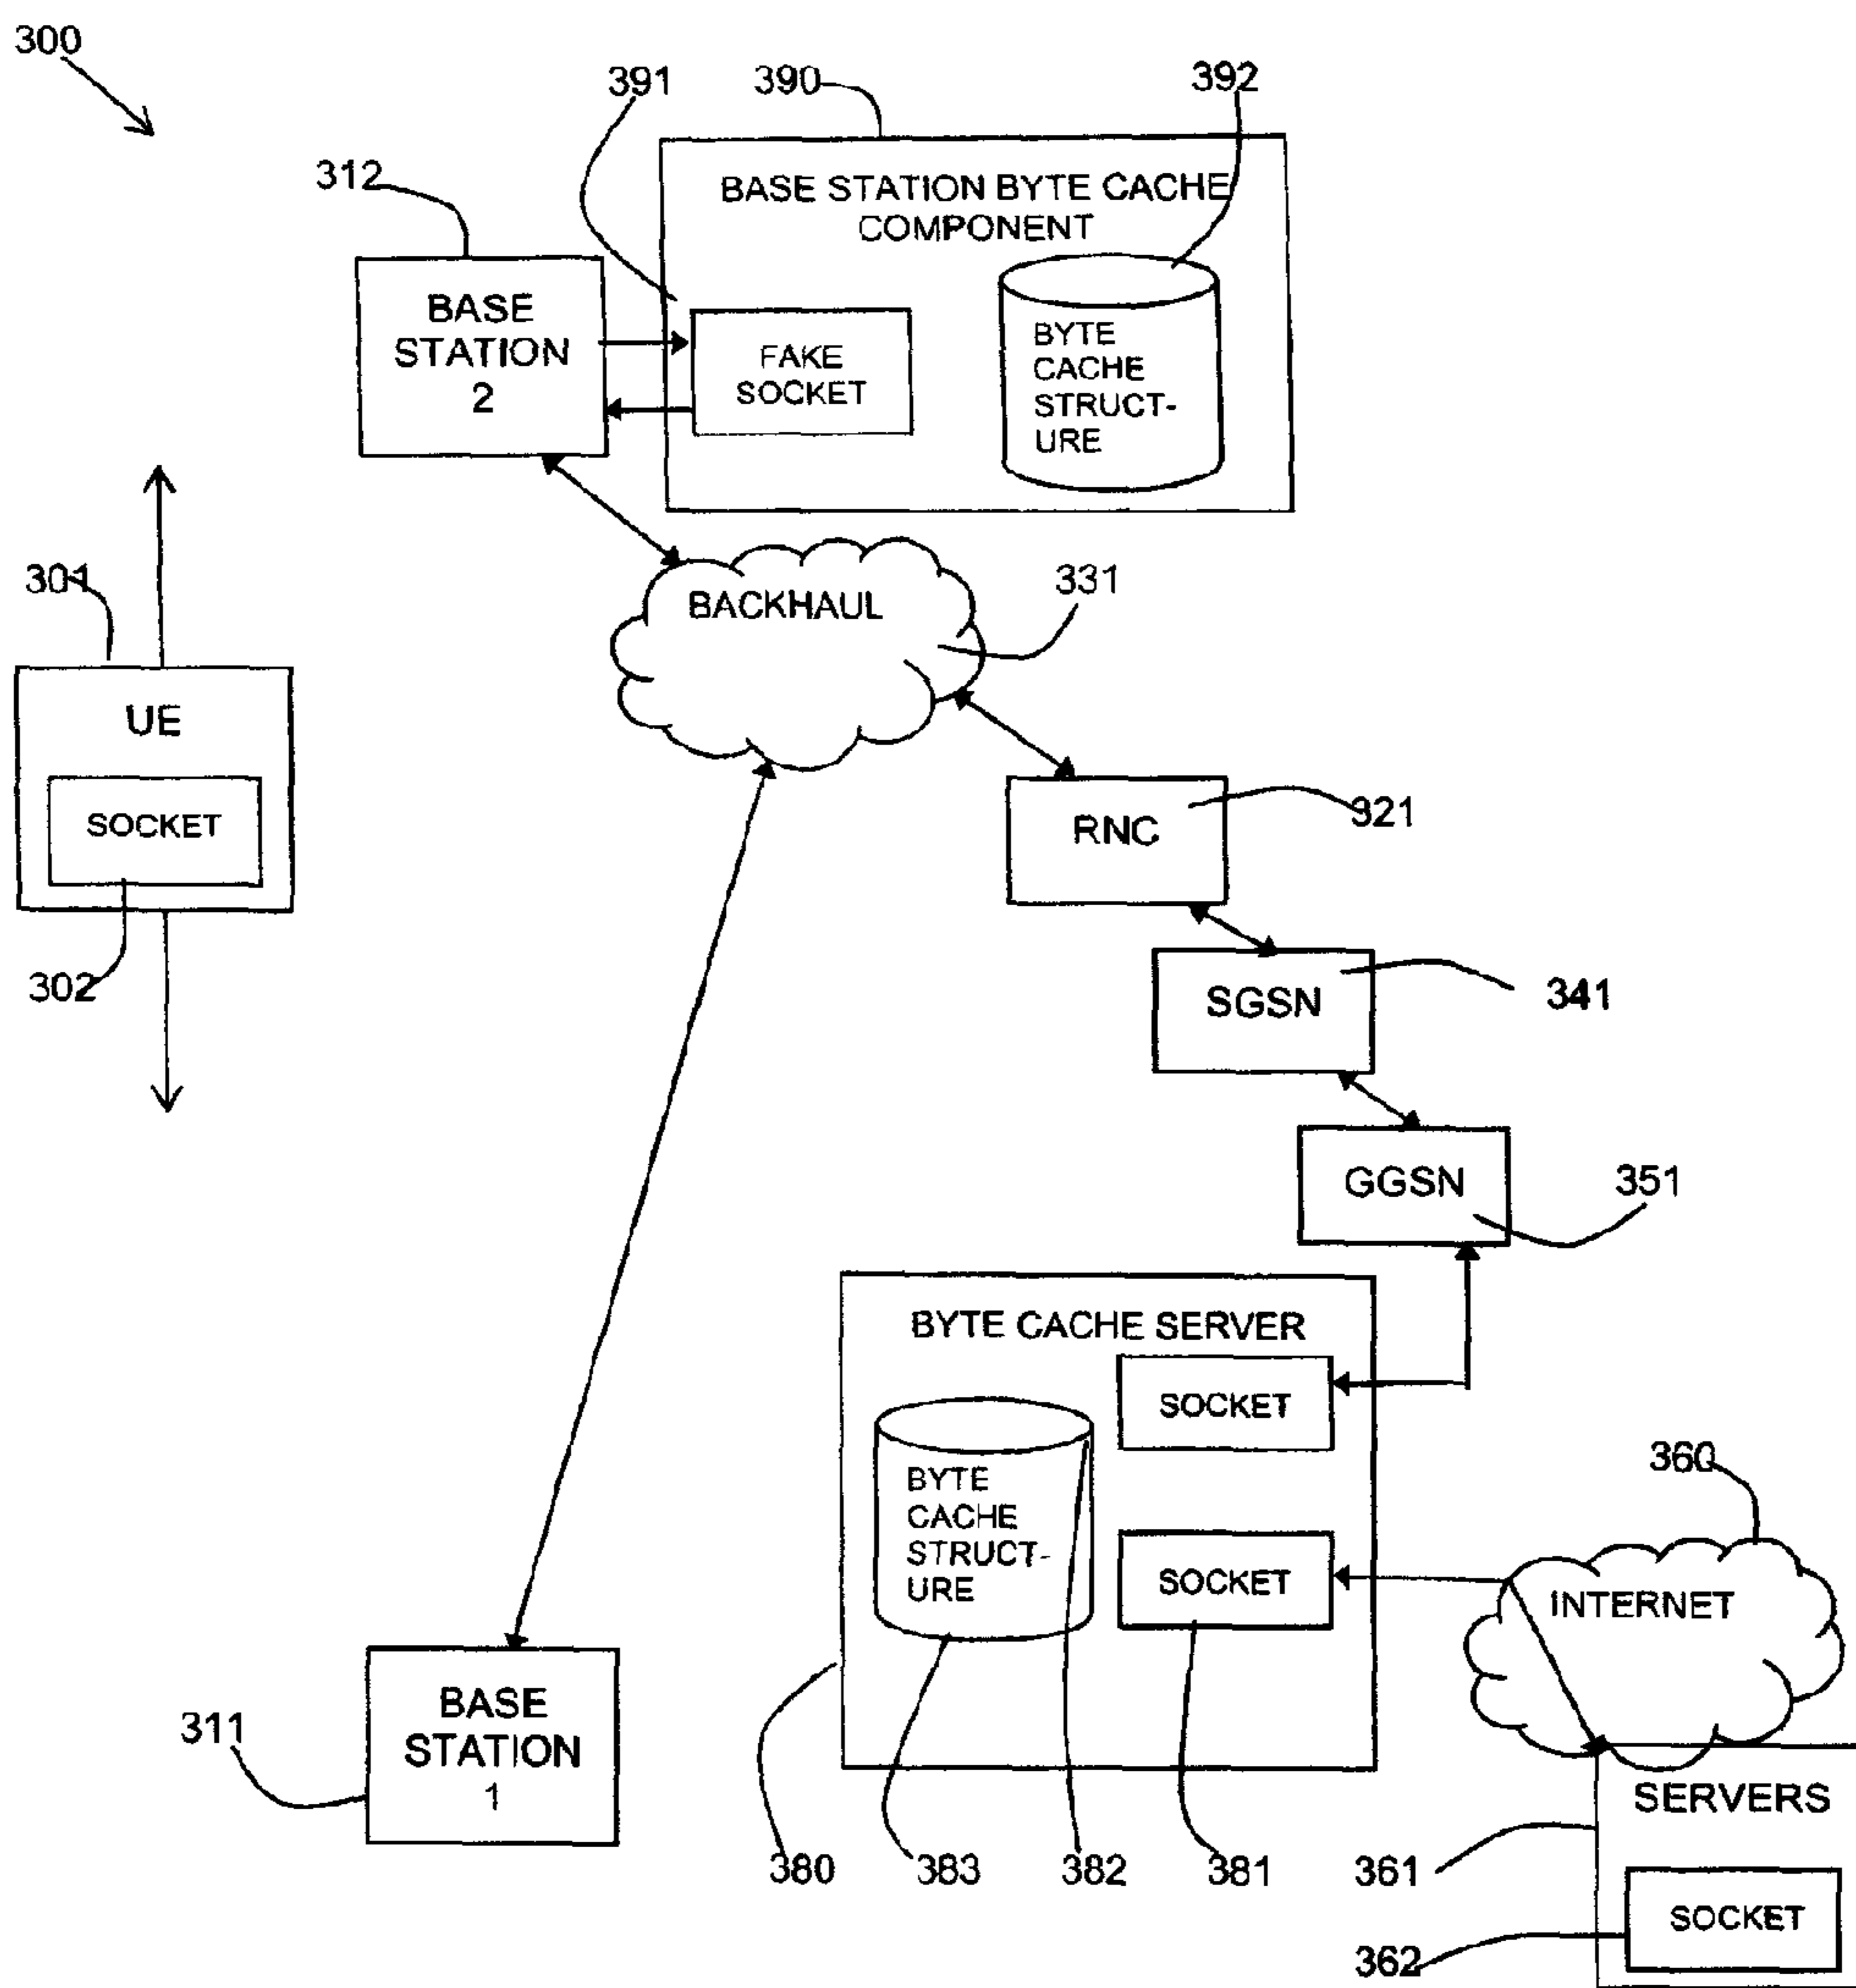 300
391
390
392
312
BASE STATION BYTE CACHE
COMPONENT
BASE
STATION
2
FAKE
SOCKET
BYTE
CACHE
STRUCT-
URE
301
BACKHAUL
331
UE
SOCKET
302
RNC
321
SGSN
341
GGSN
351
BYTE CACHE SERVER
SOCKET
BYTE
CACHE
STRUCT-
URE
SOCKET
360
INTERNET
311
BASE
STATION
1
SERVERS
380
383
382
381
361
SOCKET
362